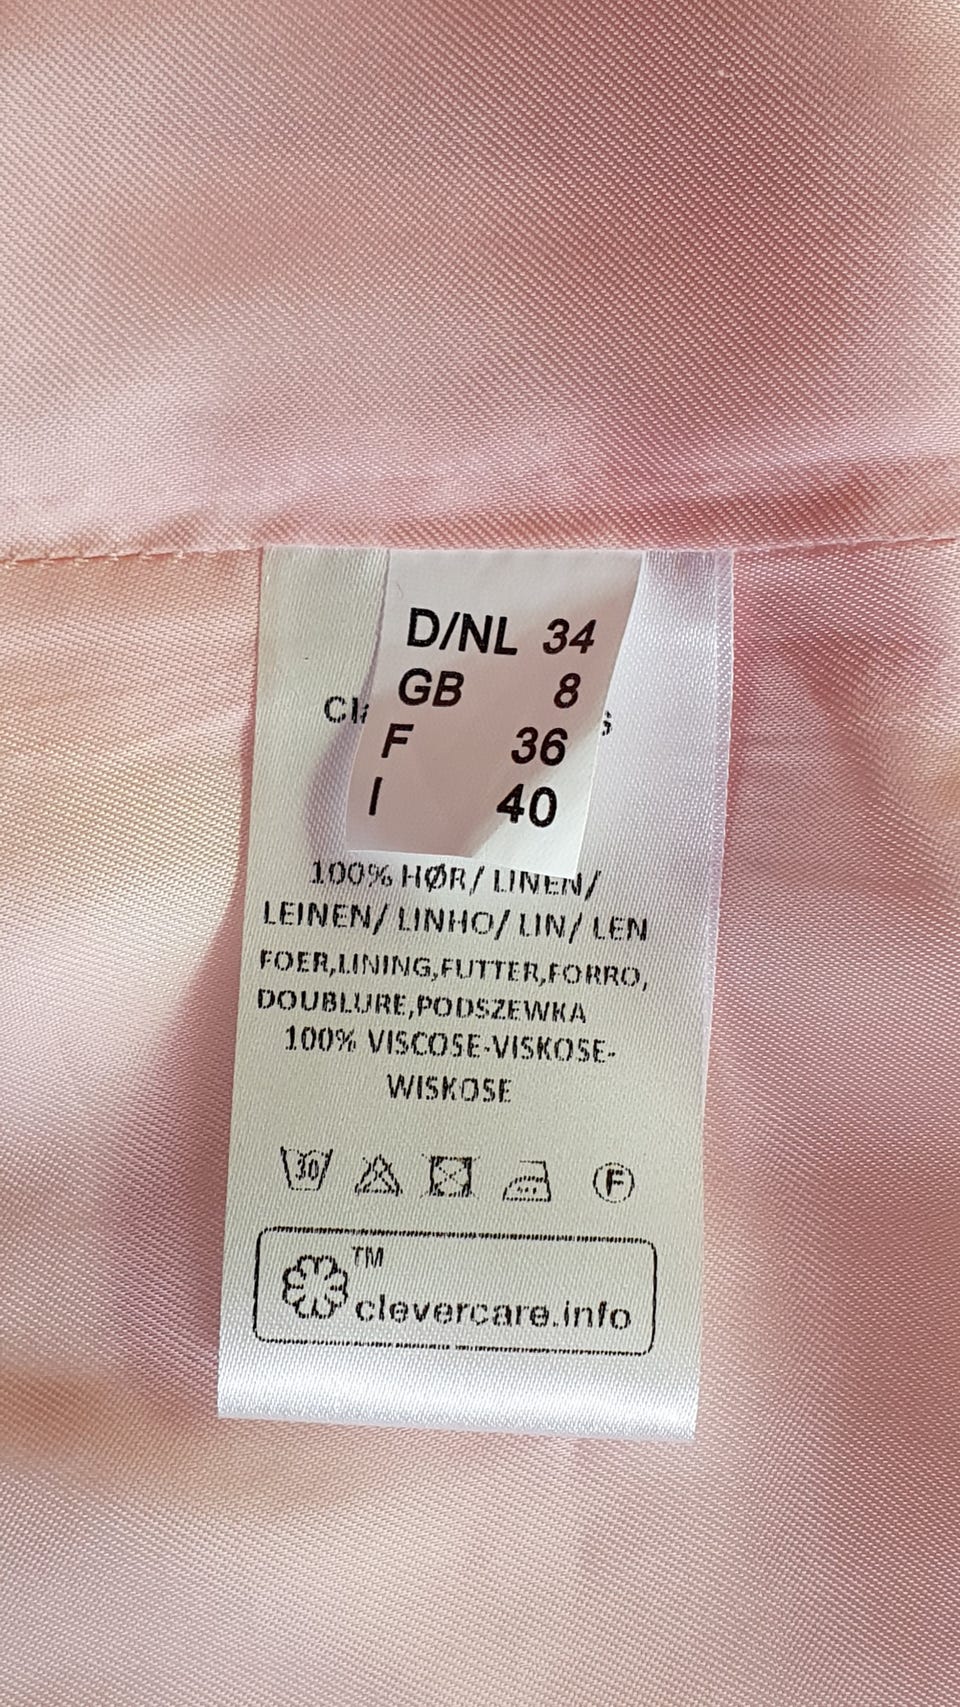 D/NL 34
GB 8
F 36
I 40
100% HØR/ LINEN/
LEINEN/ LINHO/ LIN/ LEN
FOER,LINING,FUTTER,FORRO,
DOUBLURE,PODSZEWKA
100% VISCOSE-VISKOSE-
WISKOSE
30
F
TM
clevercare.info